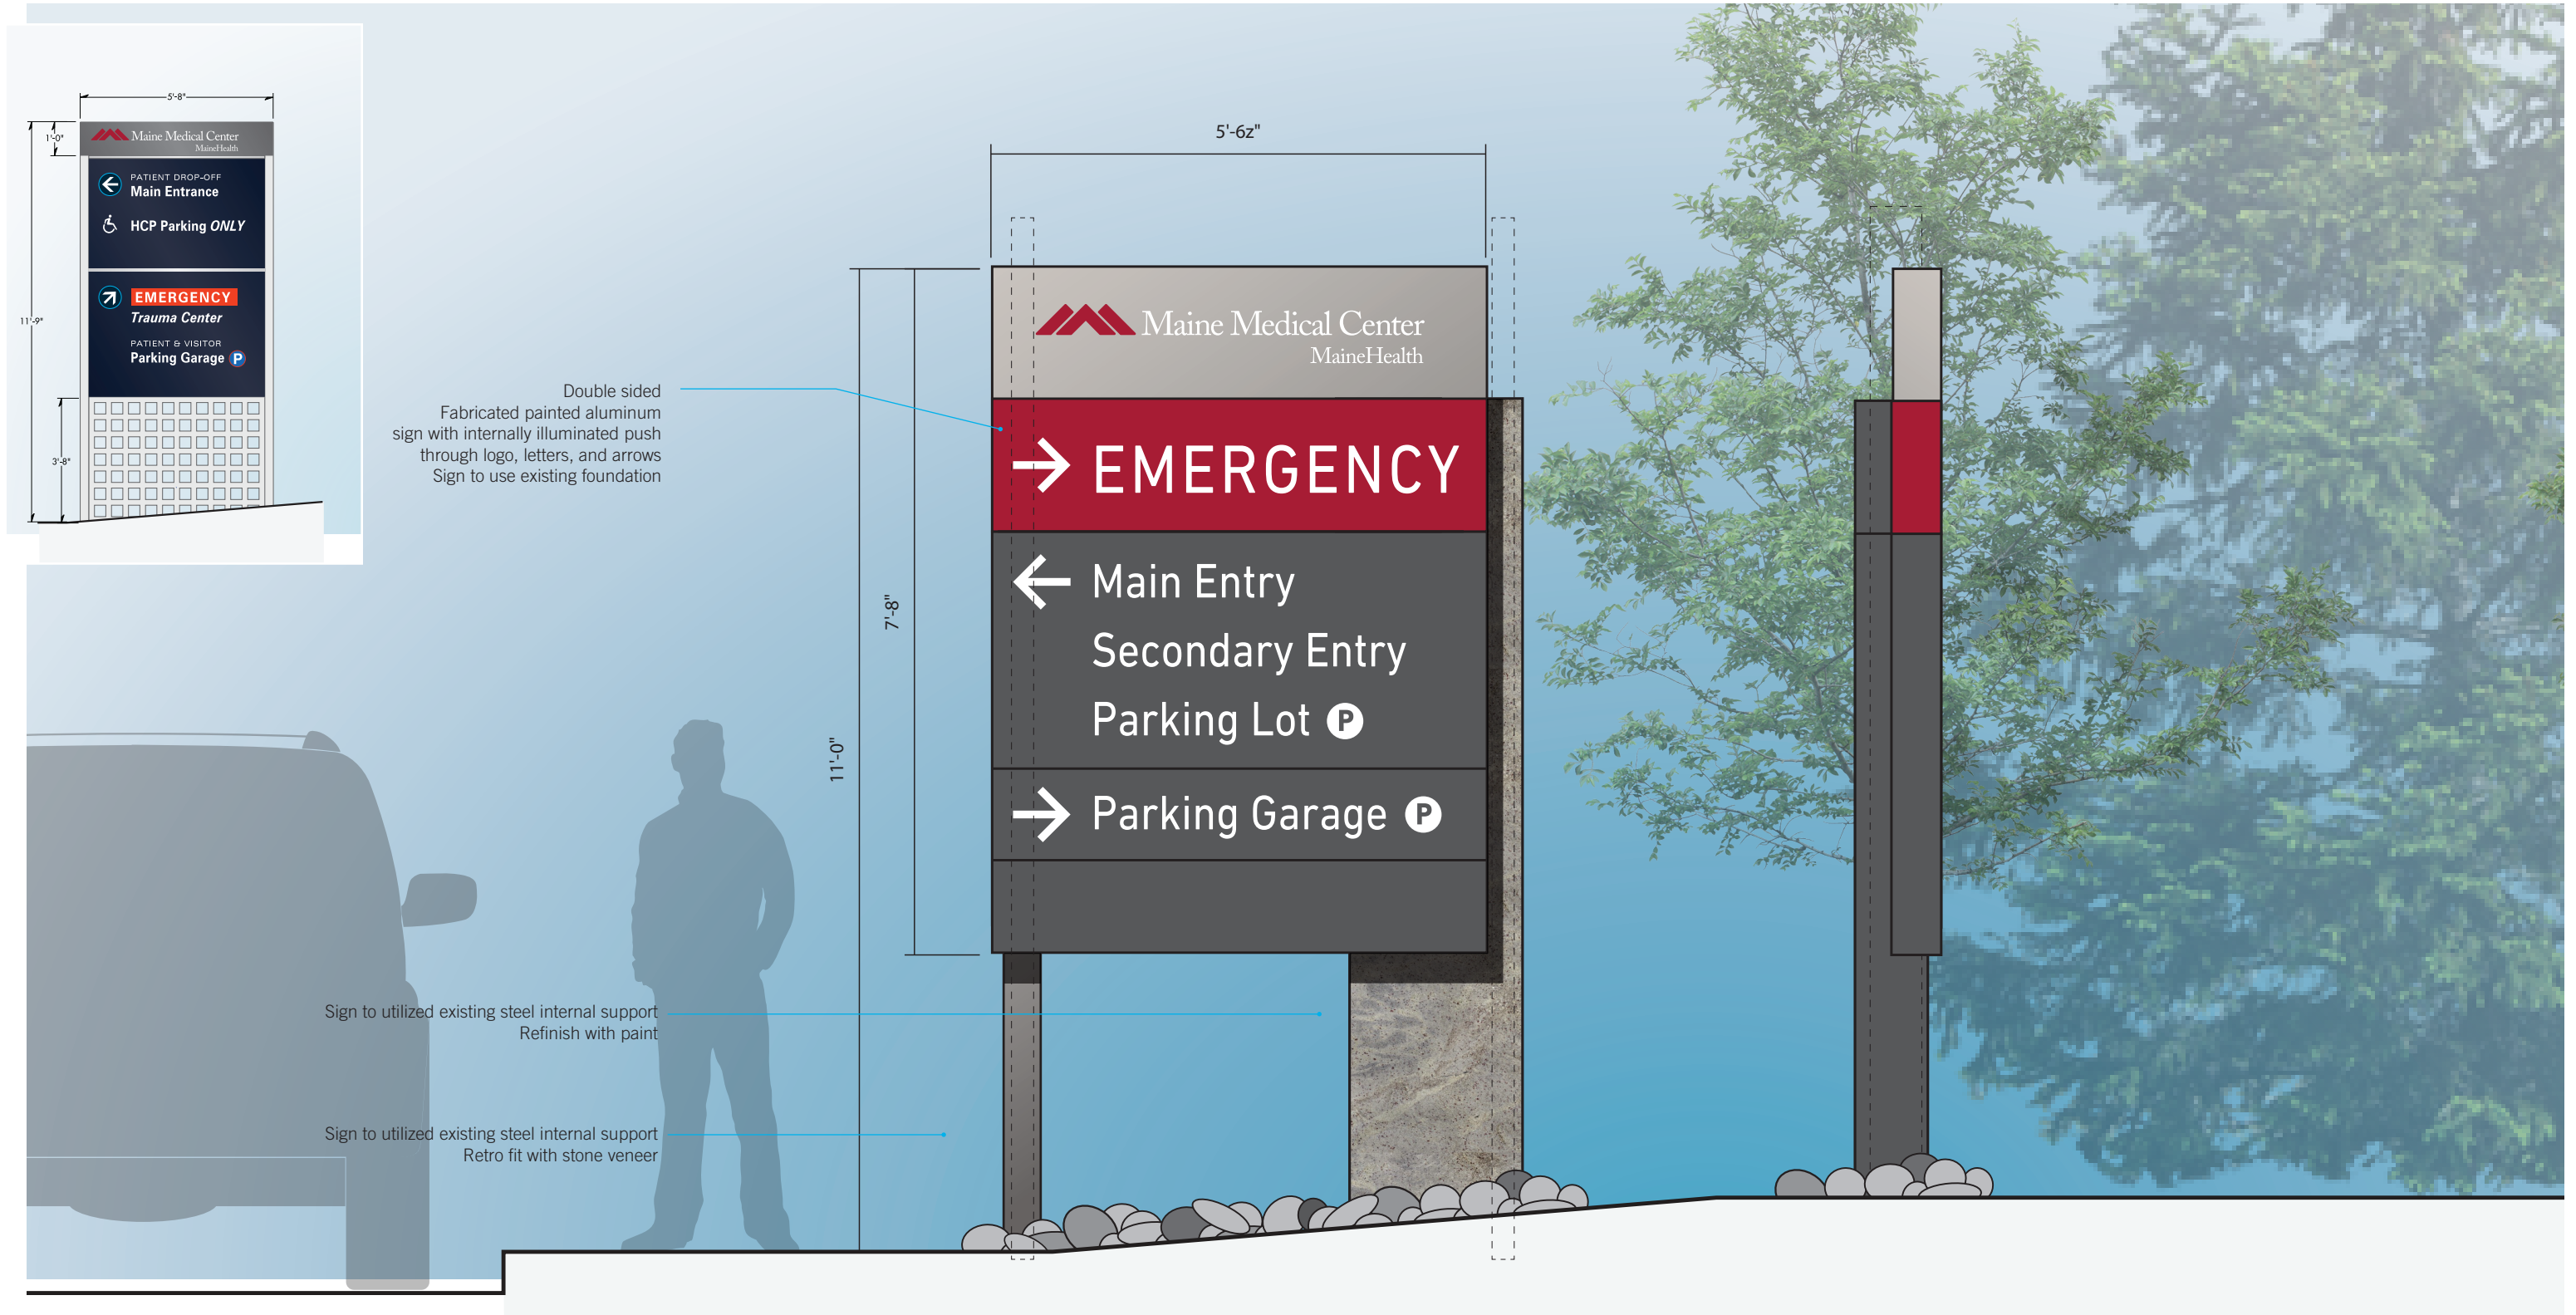 5'-8"
1'-0"
Maine Medical Center
MaineHealth
PATIENT DROP-OFF
Main Entrance
HCP Parking ONLY
EMERGENCY
Trauma Center
PATIENT & VISITOR
Parking Garage P
11'-9"
3'-8"
Double sided
Fabricated painted aluminum
sign with internally illuminated push
through logo, letters, and arrows
Sign to use existing foundation
Sign to utilized existing steel internal support
Refinish with paint
Sign to utilized existing steel internal support
Retro fit with stone veneer
5'-6z"
7'-8"
11'-0"
Maine Medical Center
MaineHealth
EMERGENCY
Main Entry
Secondary Entry
Parking Lot P
Parking Garage P